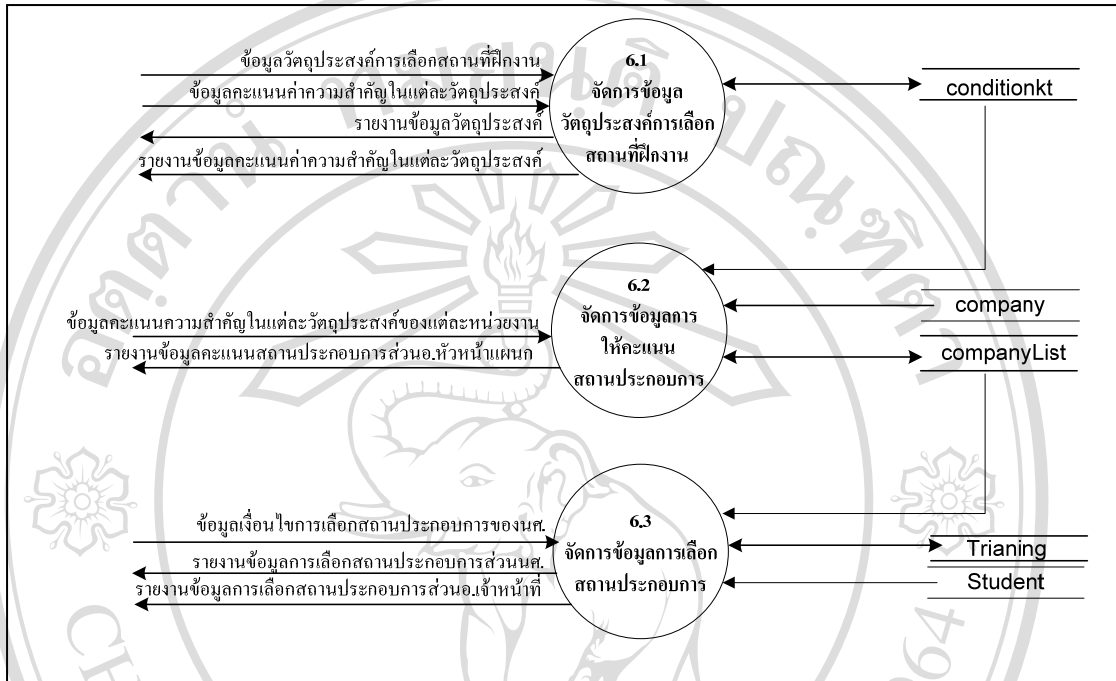 ข้อมูลวัตถุประสงค์การเลือกสถานที่ฝึกงาน
ข้อมูลคะแนนค่าความสำคัญในแต่ละวัตถุประสงค์
รายงานข้อมูลวัตถุประสงค์
รายงานข้อมูลคะแนนค่าความสำคัญในแต่ละวัตถุประสงค์
6.1
จัดการข้อมูล
วัตถุประสงค์การเลือก
สถานที่ฝึกงาน
conditionkt
ข้อมูลคะแนนความสำคัญในแต่ละวัตถุประสงค์ของแต่ละหน่วยงาน
รายงานข้อมูลคะแนนสถานประกอบการส่วนอ.หัวหน้าแผนก
6.2
จัดการข้อมูลการ
ให้คะแนน
สถานประกอบการ
company
companyList
ข้อมูลเงื่อนไขการเลือกสถานประกอบการของนศ.
รายงานข้อมูลการเลือกสถานประกอบการส่วนนศ.
รายงานข้อมูลการเลือกสถานประกอบการส่วนอ.เจ้าหน้าที่
6.3
จัดการข้อมูลการเลือก
สถานประกอบการ
Trianing
Student